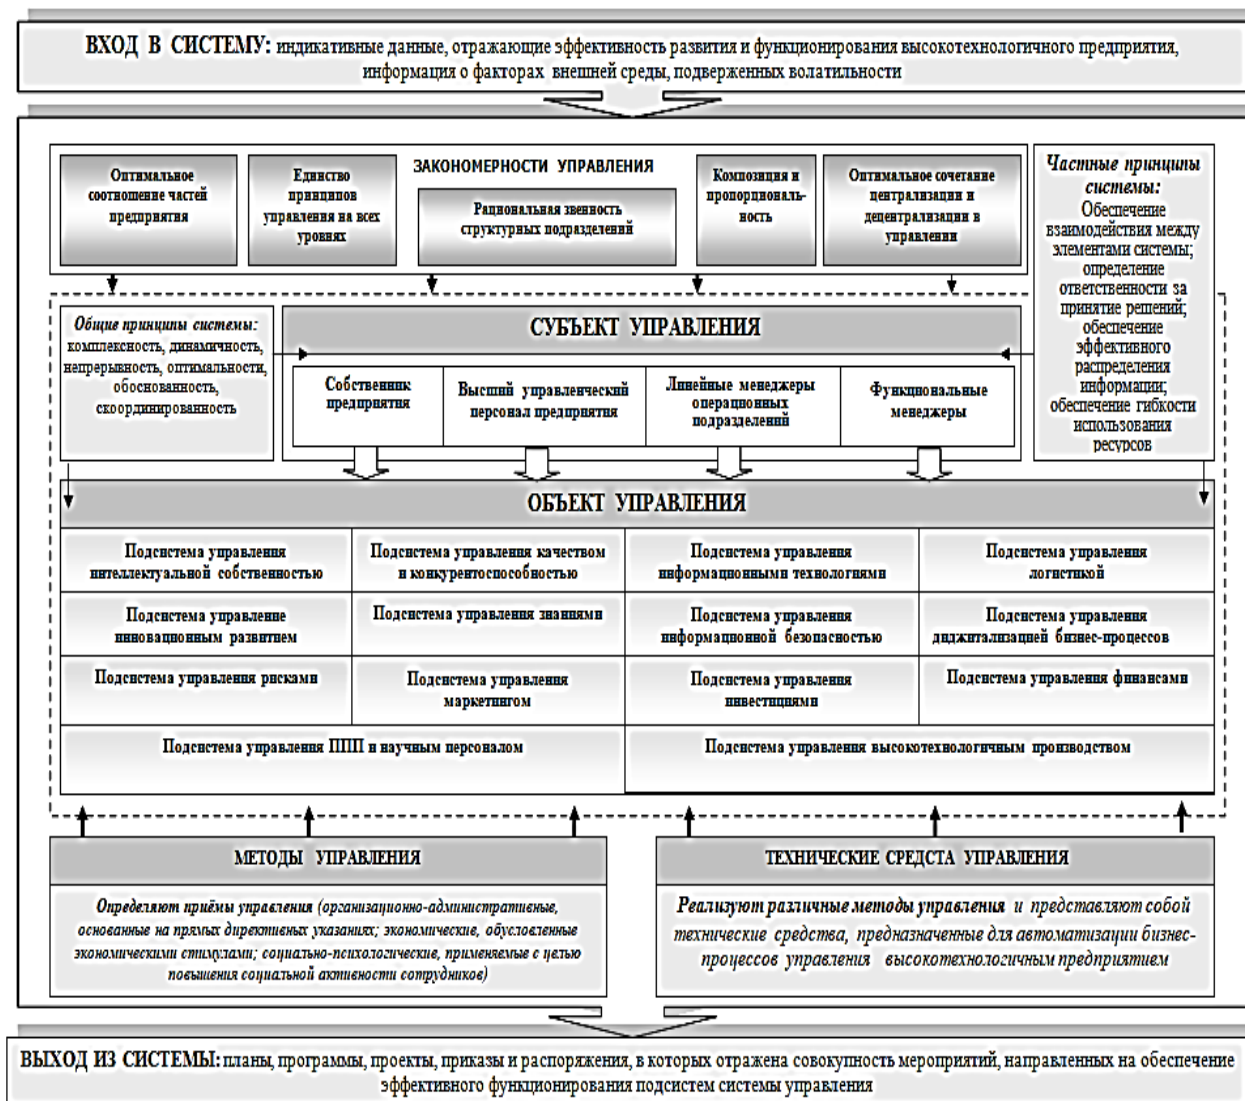 ВХОД В СИСТЕМУ: индикативные данные, отражающие эффективность развития и функционирования высокотехнологичного предприятия,
информация о факторах внешней среды, подверженных волатильности
ЗАКОНОМЕРНОСТИ УПРАВЛЕНИЯ
Оптимальное
соотношение частей
предприятия
Единство
принципов
управления на всех
уровнях
Рациональная звенность
структурных подразделений
Композиция и
пропорциональ-
ность
Оптимальное сочетание
централизации и
децентрализации в
управлении
Частные принципы
системы:
Обеспечение
взаимодействия между
элементами системы;
определение
ответственности за
принятие решений;
обеспечение
эффективного
распределения
информации;
обеспечение гибкости
использования
ресурсов
Общие принципы системы:
комплексность, динамичность,
непрерывность, оптимальности,
обоснованность,
скоординированность
СУБЪЕКТ УПРАВЛЕНИЯ
Собственник
предприятия
Высший управленческий
персонал предприятия
Линейные менеджеры
операционных
подразделений
Функциональные
менеджеры
ОБЪЕКТ УПРАВЛЕНИЯ
Подсистема управления
интеллектуальной собственностью
Подсистема управления качеством
и конкурентоспособностью
Подсистема управления
информационными технологиями
Подсистема управления
логистикой
Подсистема управление
инновационным развитием
Подсистема управления знаниями
Подсистема управления
информационной безопасностью
Подсистема управления
диджитализацией бизнес-процессов
Подсистема управления рисками
Подсистема управления
маркетингом
Подсистема управления
инвестициями
Подсистема управления финансами
Подсистема управления ППП и научным персоналом
Подсистема управления высокотехнологичным производством
МЕТОДЫ УПРАВЛЕНИЯ
Определяют приёмы управления (организационно-административные,
основанные на прямых директивных указаниях; экономические, обусловленные
экономическими стимулами; социально-психологические, применяемые с целью
повышения социальной активности сотрудников)
ТЕХНИЧЕСКИЕ СРЕДСТА УПРАВЛЕНИЯ
Реализуют различные методы управления и представляют собой
технические средства, предназначенные для автоматизации бизнес-
процессов управления высокотехнологичным предприятием
ВЫХОД ИЗ СИСТЕМЫ: планы, программы, проекты, приказы и распоряжения, в которых отражена совокупность мероприятий, направленных на обеспечение
эффективного функционирования подсистем системы управления